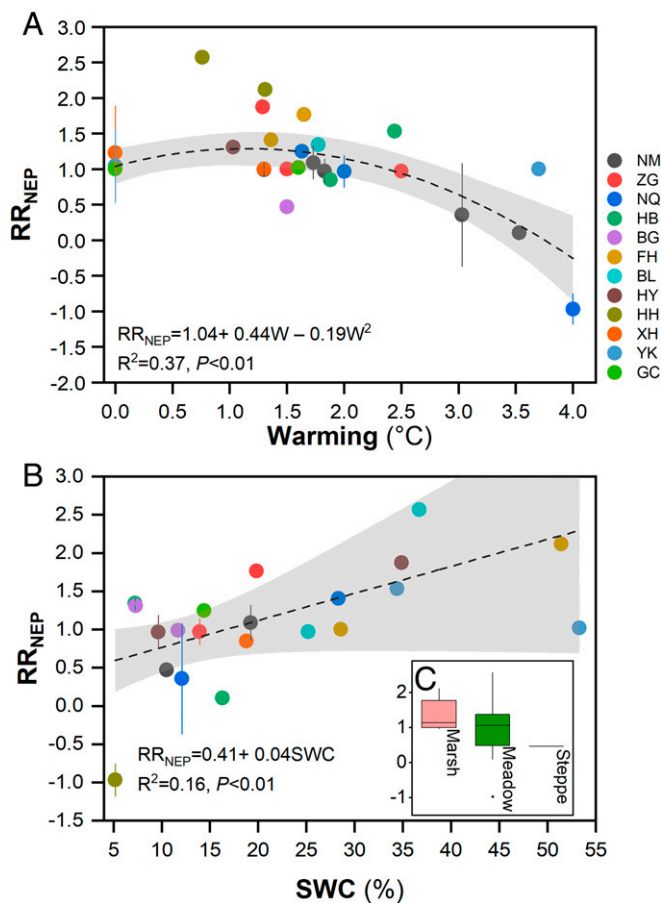 A
3.0
2.5
2.0
1.5
1.0
0.5
0.0
-0.5
-1.0
-1.5
-2.0
RR_NEP
RR_NEP=1.04+ 0.44W – 0.19W²
R²=0.37, P<0.01
0.0 0.5 1.0 1.5 2.0 2.5 3.0 3.5 4.0
Warming (°C)
NM
ZG
NQ
HB
BG
FH
BL
HY
HH
XH
YK
GC
B
3.0
2.5
2.0
1.5
1.0
0.5
0.0
-0.5
-1.0
-1.5
RR_NEP
RR_NEP=0.41+ 0.04SWC
R²=0.16, P<0.01
C
2
1
0
-1
Marsh
Meadow
Steppe
5 10 15 20 25 30 35 40 45 50 55
SWC (%)